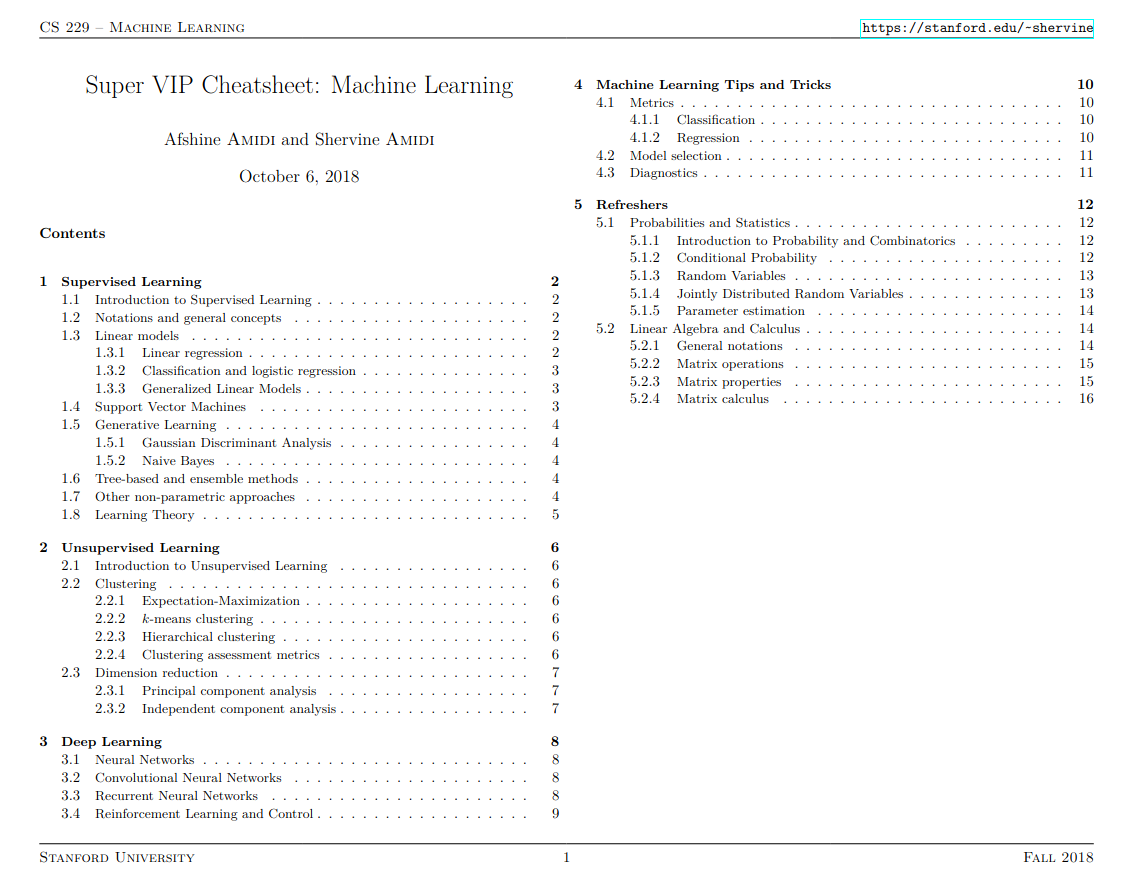 CS 229 – Machine Learning
https://stanford.edu/~shervine
Super VIP Cheatsheet: Machine Learning
Afshine Amidi and Shervine Amidi
October 6, 2018
Contents
1 Supervised Learning 2
1.1 Introduction to Supervised Learning . . . . . . . . . . . . . . . . . . . 2
1.2 Notations and general concepts . . . . . . . . . . . . . . . . . . . . . 2
1.3 Linear models . . . . . . . . . . . . . . . . . . . . . . . . . . . . . . 2
1.3.1 Linear regression . . . . . . . . . . . . . . . . . . . . . . . . . 2
1.3.2 Classification and logistic regression . . . . . . . . . . . . . . . 3
1.3.3 Generalized Linear Models . . . . . . . . . . . . . . . . . . . . 3
1.4 Support Vector Machines . . . . . . . . . . . . . . . . . . . . . . . . 3
1.5 Generative Learning . . . . . . . . . . . . . . . . . . . . . . . . . . . 4
1.5.1 Gaussian Discriminant Analysis . . . . . . . . . . . . . . . . . 4
1.5.2 Naive Bayes . . . . . . . . . . . . . . . . . . . . . . . . . . . 4
1.6 Tree-based and ensemble methods . . . . . . . . . . . . . . . . . . . . 4
1.7 Other non-parametric approaches . . . . . . . . . . . . . . . . . . . . 4
1.8 Learning Theory . . . . . . . . . . . . . . . . . . . . . . . . . . . . . 5
2 Unsupervised Learning 6
2.1 Introduction to Unsupervised Learning . . . . . . . . . . . . . . . . . 6
2.2 Clustering . . . . . . . . . . . . . . . . . . . . . . . . . . . . . . . . 6
2.2.1 Expectation-Maximization . . . . . . . . . . . . . . . . . . . . 6
2.2.2 k-means clustering . . . . . . . . . . . . . . . . . . . . . . . . 6
2.2.3 Hierarchical clustering . . . . . . . . . . . . . . . . . . . . . . 6
2.2.4 Clustering assessment metrics . . . . . . . . . . . . . . . . . . 6
2.3 Dimension reduction . . . . . . . . . . . . . . . . . . . . . . . . . . . 7
2.3.1 Principal component analysis . . . . . . . . . . . . . . . . . . 7
2.3.2 Independent component analysis . . . . . . . . . . . . . . . . . 7
3 Deep Learning 8
3.1 Neural Networks . . . . . . . . . . . . . . . . . . . . . . . . . . . . . 8
3.2 Convolutional Neural Networks . . . . . . . . . . . . . . . . . . . . . 8
3.3 Recurrent Neural Networks . . . . . . . . . . . . . . . . . . . . . . . 8
3.4 Reinforcement Learning and Control . . . . . . . . . . . . . . . . . . . 9
4 Machine Learning Tips and Tricks 10
4.1 Metrics . . . . . . . . . . . . . . . . . . . . . . . . . . . . . . . . . . 10
4.1.1 Classification . . . . . . . . . . . . . . . . . . . . . . . . . . . 10
4.1.2 Regression . . . . . . . . . . . . . . . . . . . . . . . . . . . . 10
4.2 Model selection . . . . . . . . . . . . . . . . . . . . . . . . . . . . . . 11
4.3 Diagnostics . . . . . . . . . . . . . . . . . . . . . . . . . . . . . . . . 11
5 Refreshers 12
5.1 Probabilities and Statistics . . . . . . . . . . . . . . . . . . . . . . . . 12
5.1.1 Introduction to Probability and Combinatorics . . . . . . . . . 12
5.1.2 Conditional Probability . . . . . . . . . . . . . . . . . . . . . 12
5.1.3 Random Variables . . . . . . . . . . . . . . . . . . . . . . . . 13
5.1.4 Jointly Distributed Random Variables . . . . . . . . . . . . . . 13
5.1.5 Parameter estimation . . . . . . . . . . . . . . . . . . . . . . 14
5.2 Linear Algebra and Calculus . . . . . . . . . . . . . . . . . . . . . . . 14
5.2.1 General notations . . . . . . . . . . . . . . . . . . . . . . . . 14
5.2.2 Matrix operations . . . . . . . . . . . . . . . . . . . . . . . . 15
5.2.3 Matrix properties . . . . . . . . . . . . . . . . . . . . . . . . 15
5.2.4 Matrix calculus . . . . . . . . . . . . . . . . . . . . . . . . . 16
Stanford University
1
Fall 2018